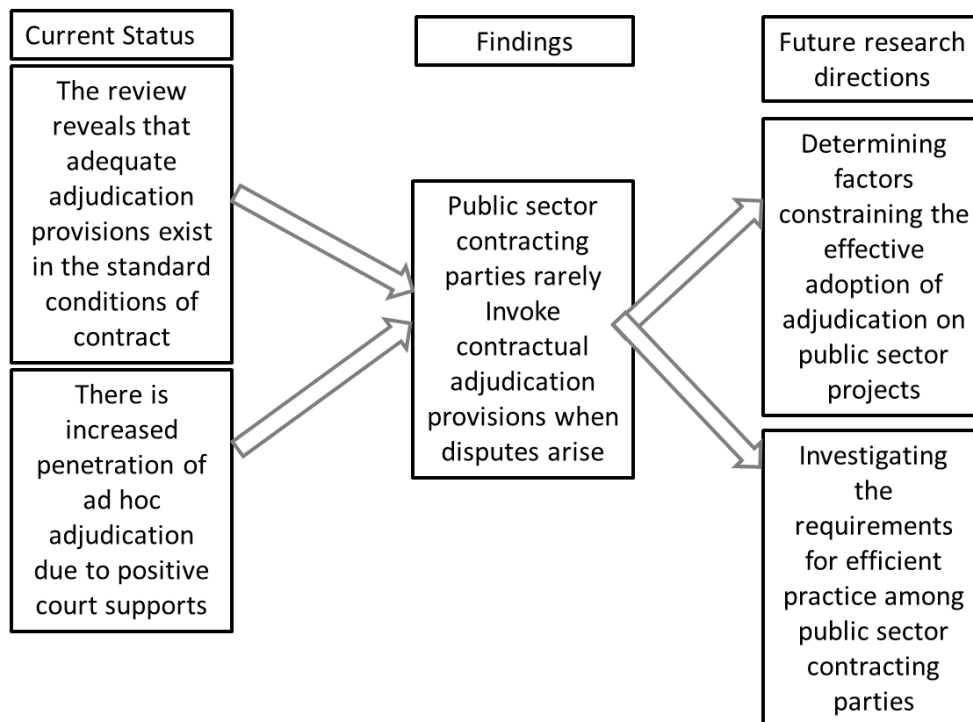 Current Status
The review
reveals that
adequate
adjudication
provisions exist
in the standard
conditions of
contract
There is
increased
penetration of
ad hoc
adjudication
due to positive
court supports
Findings
Public sector
contracting
parties rarely
Invoke
contractual
adjudication
provisions when
disputes arise
Future research
directions
Determining
factors
constraining the
effective
adoption of
adjudication on
public sector
projects
Investigating
the
requirements
for efficient
practice among
public sector
contracting
parties